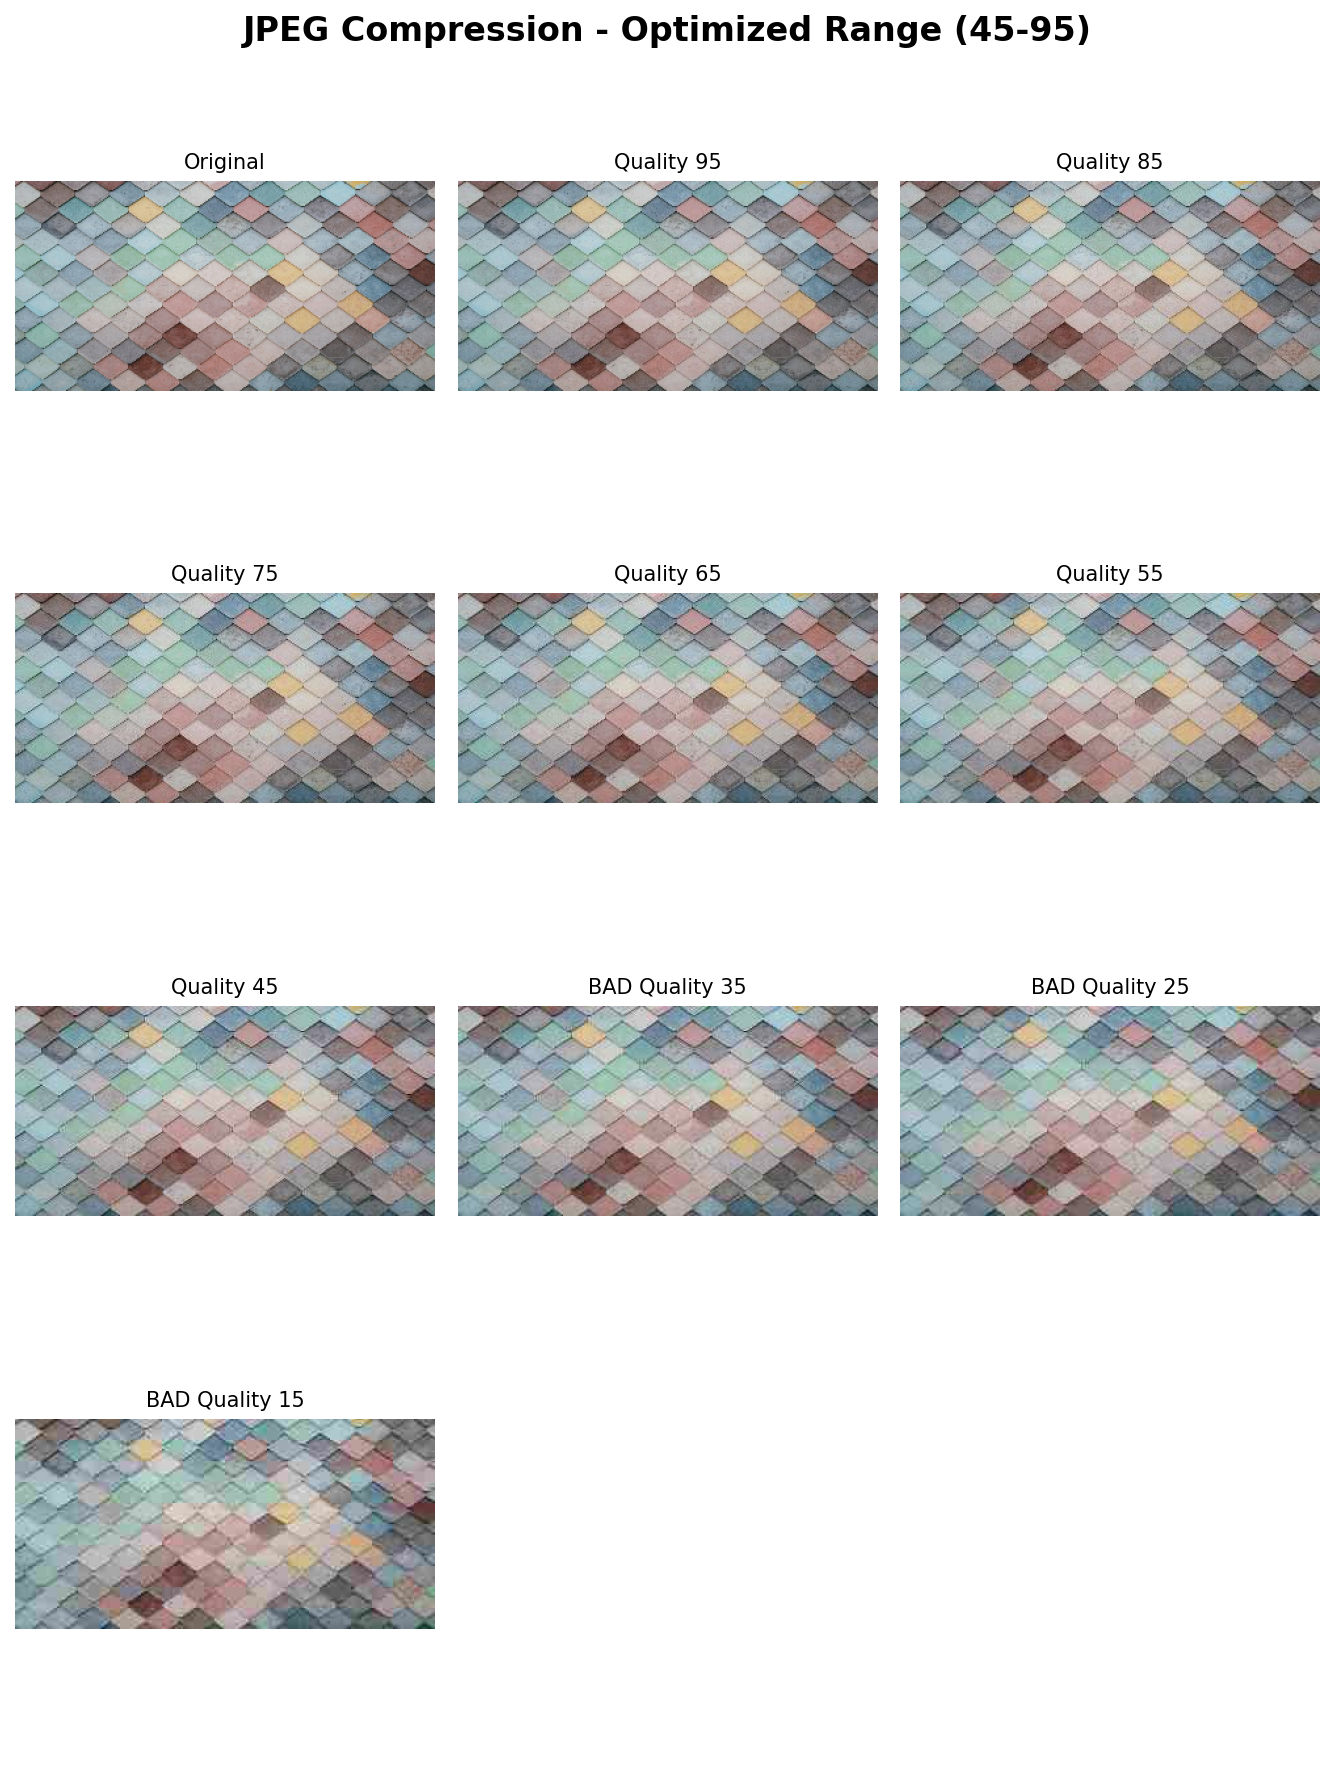 JPEG Compression - Optimized Range (45-95)
Original
Quality 95
Quality 85
Quality 75
Quality 65
Quality 55
Quality 45
BAD Quality 35
BAD Quality 25
BAD Quality 15